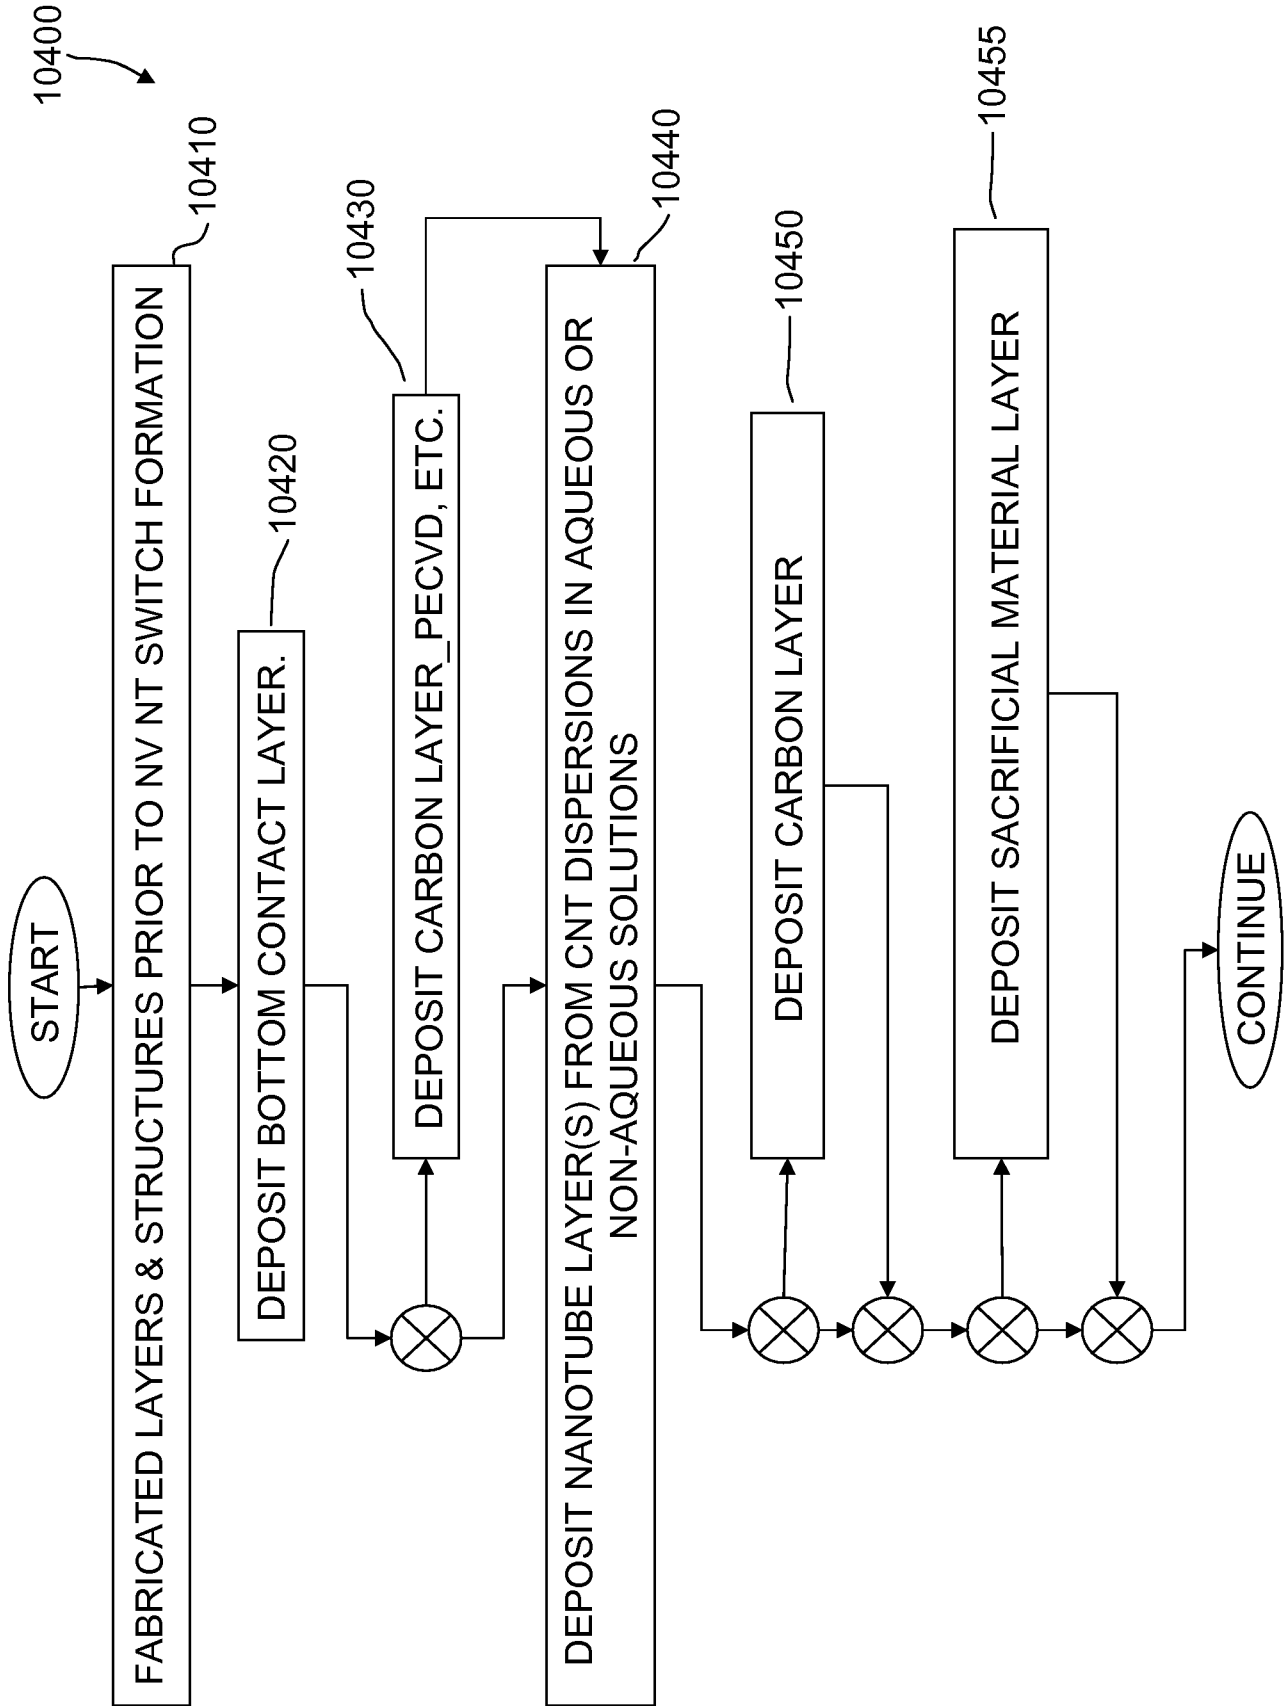 10400
START
FABRICATED LAYERS & STRUCTURES PRIOR TO NV NT SWITCH FORMATION
10410
DEPOSIT BOTTOM CONTACT LAYER.
10420
DEPOSIT CARBON LAYER_PECVD, ETC.
10430
DEPOSIT NANOTUBE LAYER(S) FROM CNT DISPERSIONS IN AQUEOUS OR
NON-AQUEOUS SOLUTIONS
10440
DEPOSIT CARBON LAYER
10450
DEPOSIT SACRIFICIAL MATERIAL LAYER
10455
CONTINUE